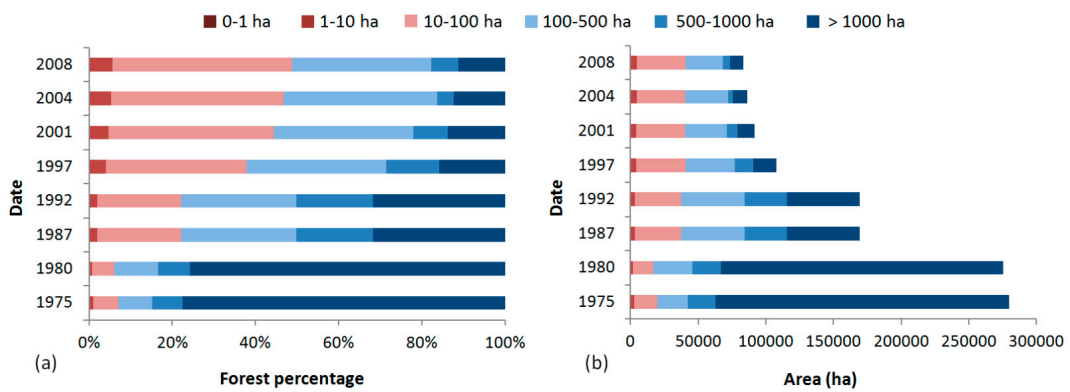 0-1 ha 1-10 ha 10-100 ha 100-500 ha 500-1000 ha > 1000 ha
Date
2008
2004
2001
1997
1992
1987
1980
1975
0% 20% 40% 60% 80% 100%
(a)
Forest percentage
Date
2008
2004
2001
1997
1992
1987
1980
1975
0 50000 100000 150000 200000 250000 300000
(b)
Area (ha)